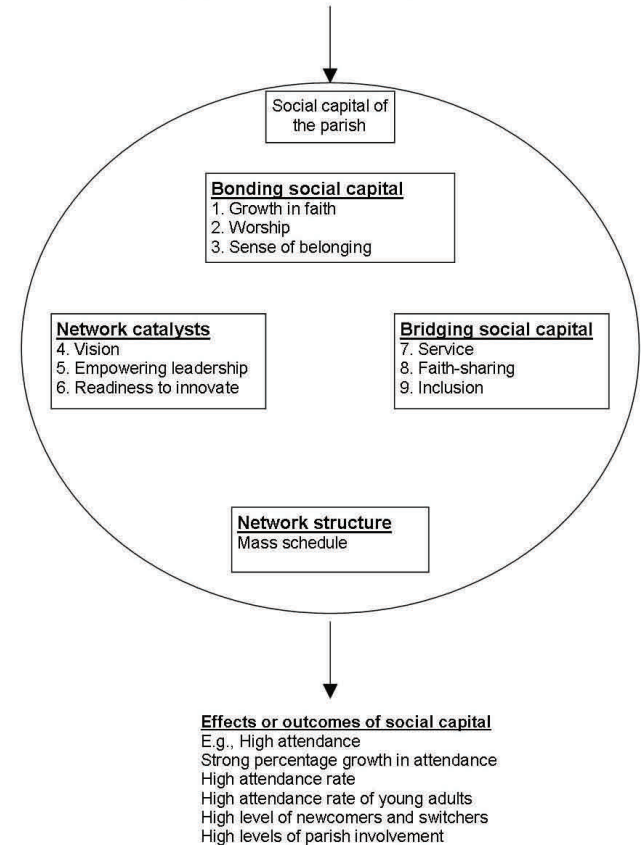 Social capital of
the parish
Bonding social capital
1. Growth in faith
2. Worship
3. Sense of belonging
Network catalysts
4. Vision
5. Empowering leadership
6. Readiness to innovate
Bridging social capital
7. Service
8. Faith-sharing
9. Inclusion
Network structure
Mass schedule
Effects or outcomes of social capital
E.g., High attendance
Strong percentage growth in attendance
High attendance rate
High attendance rate of young adults
High level of newcomers and switchers
High levels of parish involvement